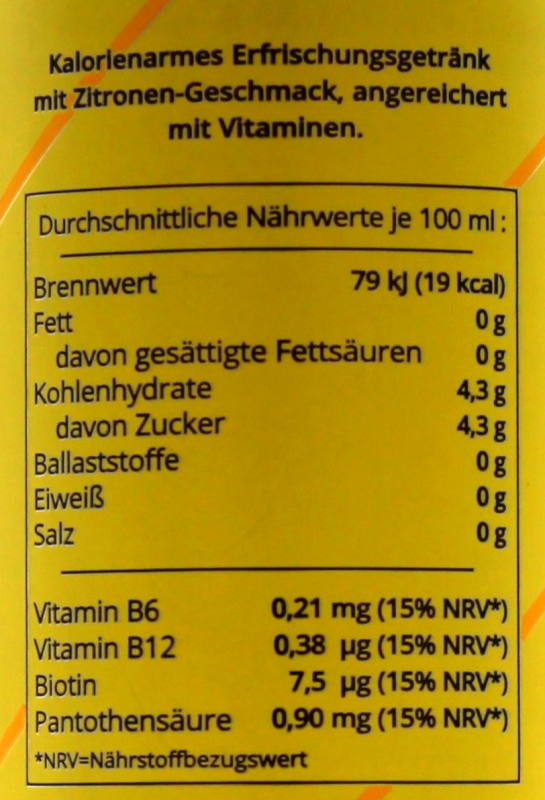 Kalorienarmes Erfrischungsgetränk
mit Zitronen-Geschmack, angereichert
mit Vitaminen.
Durchschnittliche Nährwerte je 100 ml :
Brennwert 79 kJ (19 kcal)
Fett 0 g
davon gesättigte Fettsäuren 0 g
Kohlenhydrate 4,3 g
davon Zucker 4,3 g
Ballaststoffe 0 g
Eiweiß 0 g
Salz 0 g
Vitamin B6 0,21 mg (15% NRV*)
Vitamin B12 0,38 µg (15% NRV*)
Biotin 7,5 µg (15% NRV*)
Pantothensäure 0,90 mg (15% NRV*)
*NRV=Nährstoffbezugswert